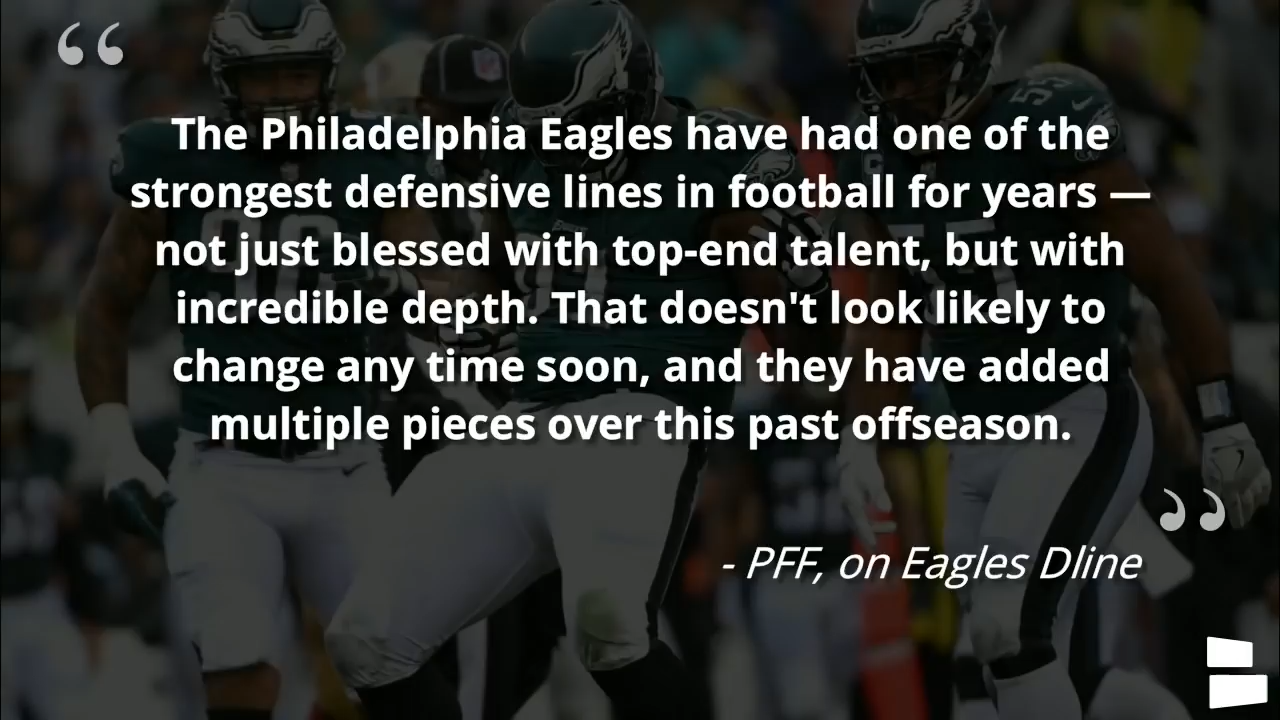 “
The Philadelphia Eagles have had one of the
strongest defensive lines in football for years —
not just blessed with top-end talent, but with
incredible depth. That doesn't look likely to
change any time soon, and they have added
multiple pieces over this past offseason.
”
- PFF, on Eagles Dline